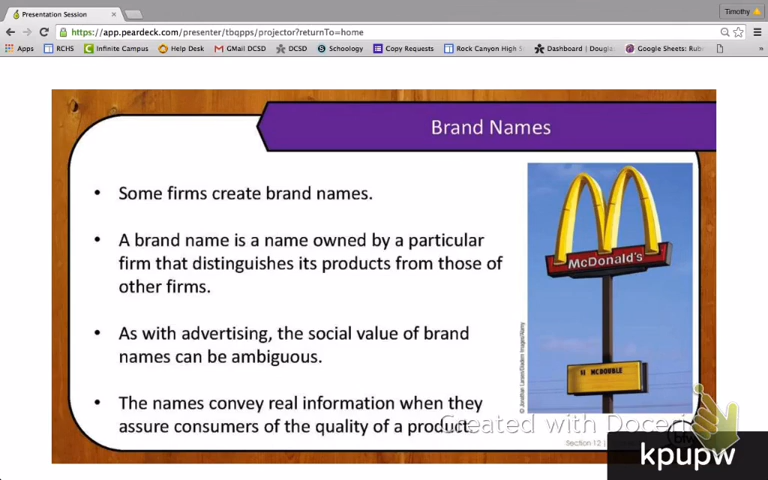 Presentation Session
Timothy
https://app.peardeck.com/presenter/tbqpps/projector?returnTo=home
Apps RCHS Infinite Campus Help Desk GMail DCSD DCSD Schoology Copy Requests Rock Canyon High S Dashboard | Dougla Google Sheets: Rub
Brand Names
• Some firms create brand names.
• A brand name is a name owned by a particular
firm that distinguishes its products from those of
other firms.
• As with advertising, the social value of brand
names can be ambiguous.
• The names convey real information when they
assure consumers of the quality of a product.
McDonald's
MCDOUBLE
Created with Doceri
Section 12
kpupw